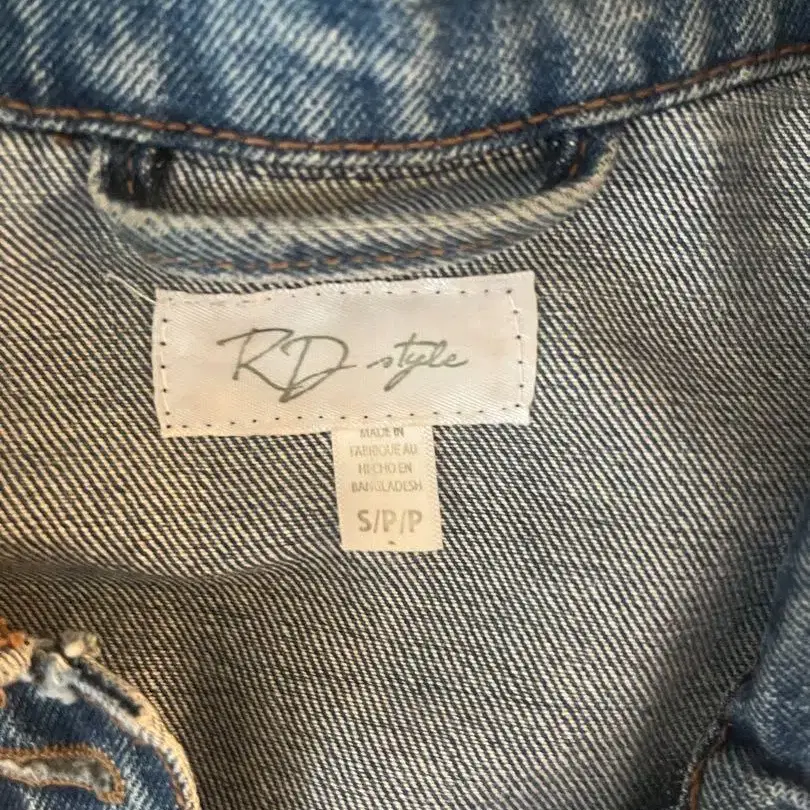 RD style
MADE IN
FABRIQUE AU
HECHO EN
BANGLADESH
S/P/P